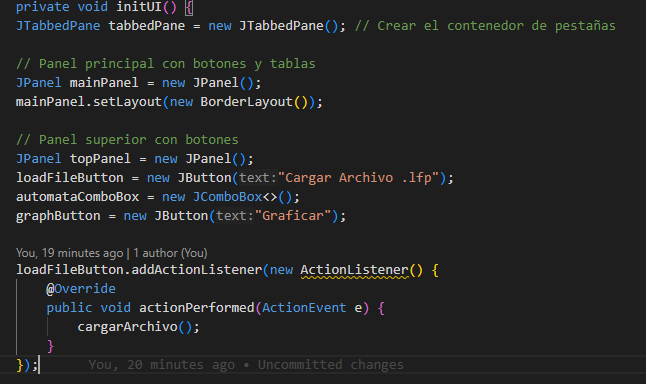 private void initUI() {
JTabbedPane tabbedPane = new JTabbedPane(); // Crear el contenedor de pestañas
// Panel principal con botones y tablas
JPanel mainPanel = new JPanel();
mainPanel.setLayout(new BorderLayout());
// Panel superior con botones
JPanel topPanel = new JPanel();
loadFileButton = new JButton(text:"Cargar Archivo .lfp");
automataComboBox = new JComboBox<>();
graphButton = new JButton(text:"Graficar");
You, 19 minutes ago | 1 author (You)
loadFileButton.addActionListener(new ActionListener() {
@Override
public void actionPerformed(ActionEvent e) {
cargarArchivo();
}
}); You, 20 minutes ago • Uncommitted changes